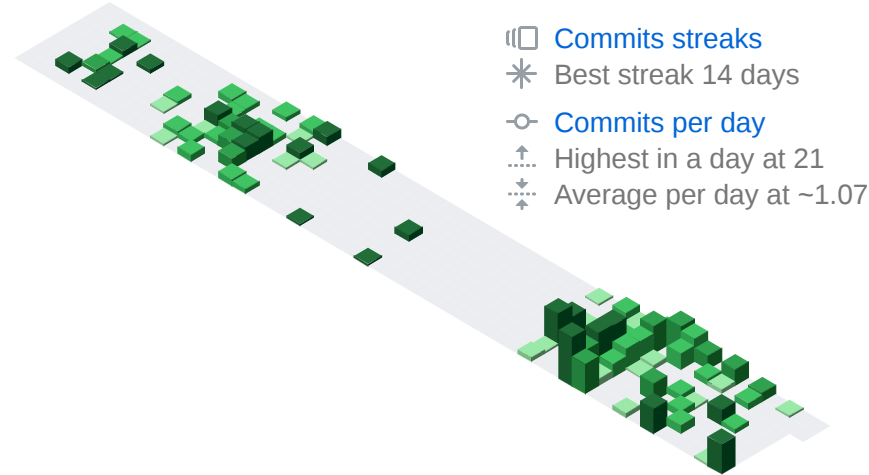 Commits streaks
Best streak 14 days
Commits per day
Highest in a day at 21
Average per day at ~1.07